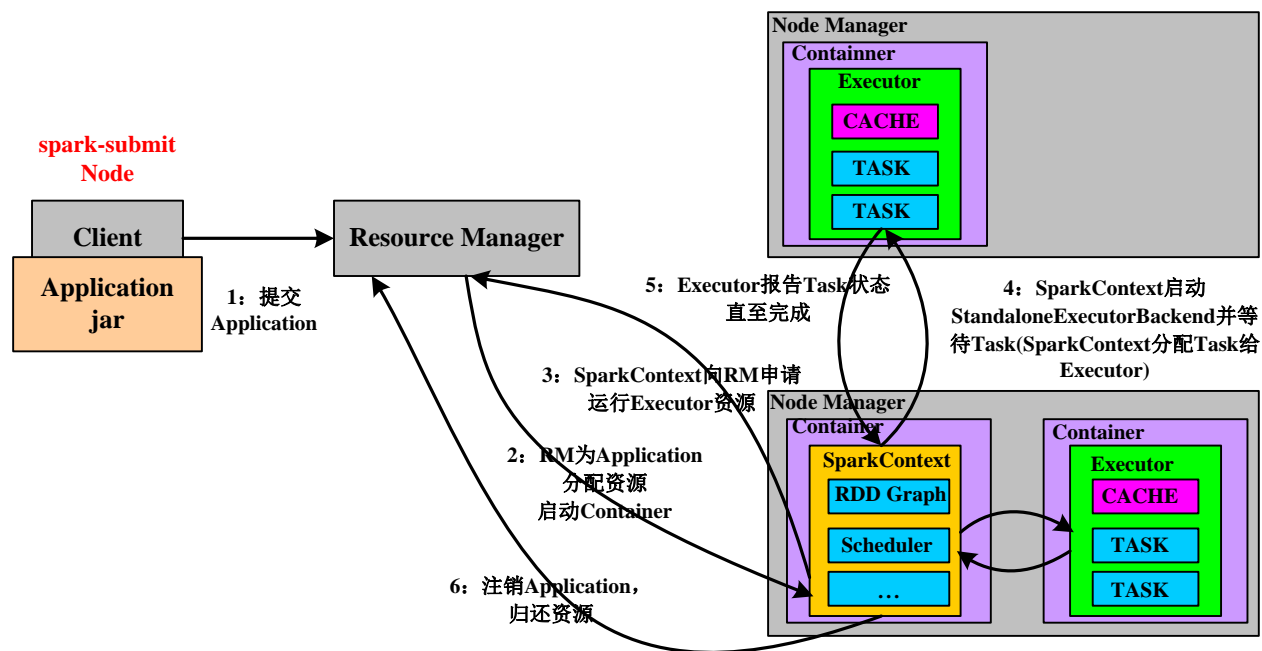 Node Manager
Containner
Executor
CACHE
TASK
TASK
spark-submit
Node
Client
Application
jar
Resource Manager
1：提交
Application
5：Executor报告Task状态
直至完成
4：SparkContext启动
StandaloneExecutorBackend并等
待Task(SparkContext分配Task给
Executor)
3：SparkContext向RM申请
运行Executor资源
2：RM为Application
分配资源
启动Container
6：注销Application，
归还资源
Node Manager
Container
SparkContext
RDD Graph
Scheduler
…
Container
Executor
CACHE
TASK
TASK